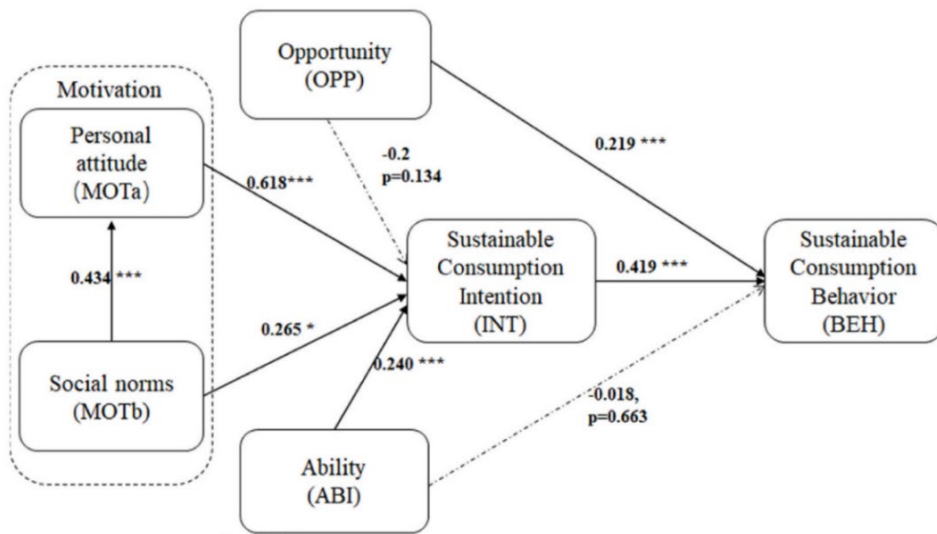 Opportunity
(OPP)
Motivation
Personal
attitude
(MOTa)
0.219 ***
-0.2
p=0.134
0.618***
Sustainable
Consumption
Intention
(INT)
Sustainable
Consumption
Behavior
(BEH)
0.434 ***
0.419 ***
0.265 *
0.240 ***
Social norms
(MOTb)
-0.018,
p=0.663
Ability
(ABI)